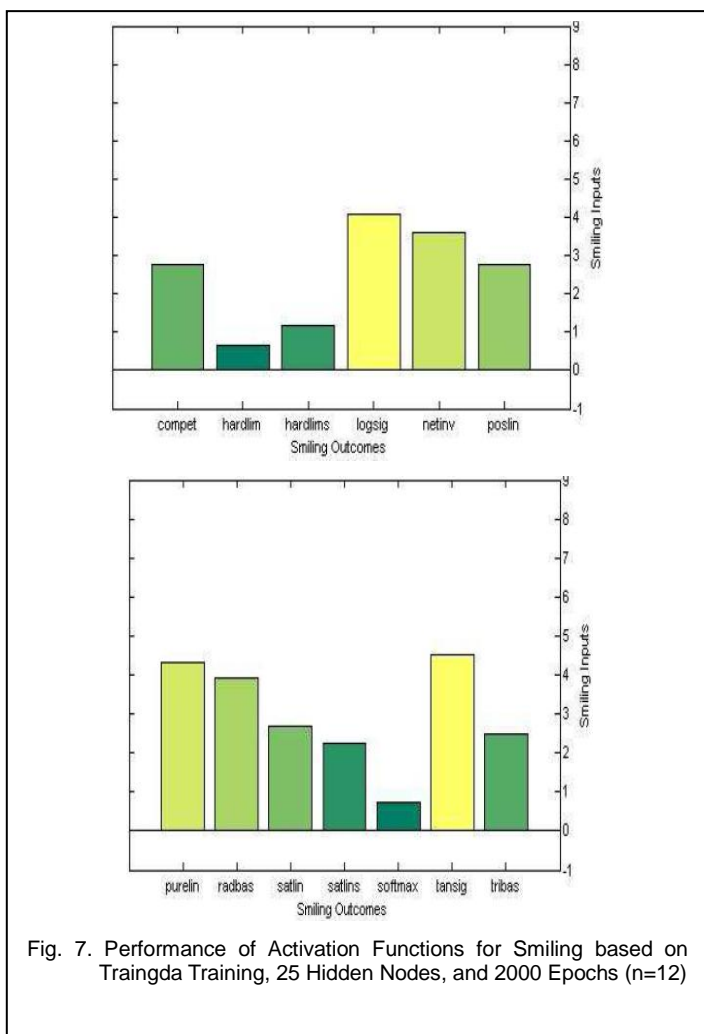 9
8
7
6
5
4
3
2
1
0
-1
Smiling Inputs
compet hardlim hardlims logsig netinv poslin
Smiling Outcomes
9
8
7
6
5
4
3
2
1
0
-1
Smiling Inputs
purelin radbas satlin satlins softmax tansig tribas
Smiling Outcomes
Fig. 7. Performance of Activation Functions for Smiling based on
Traingda Training, 25 Hidden Nodes, and 2000 Epochs (n=12)